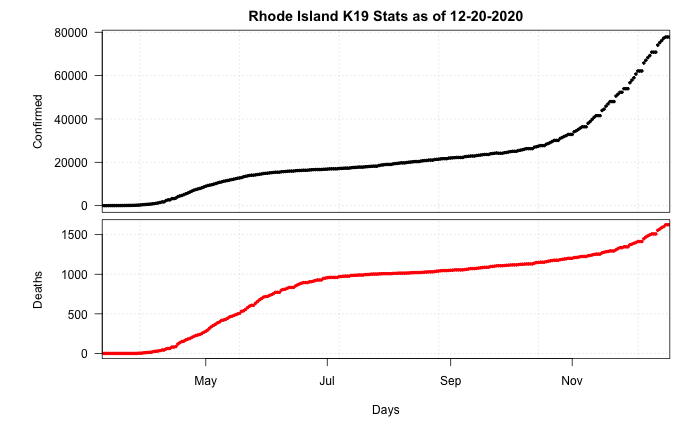 Rhode Island K19 Stats as of 12-20-2020
80000
60000
40000
20000
0
Confirmed
1500
1000
500
0
Deaths
May Jul Sep Nov
Days